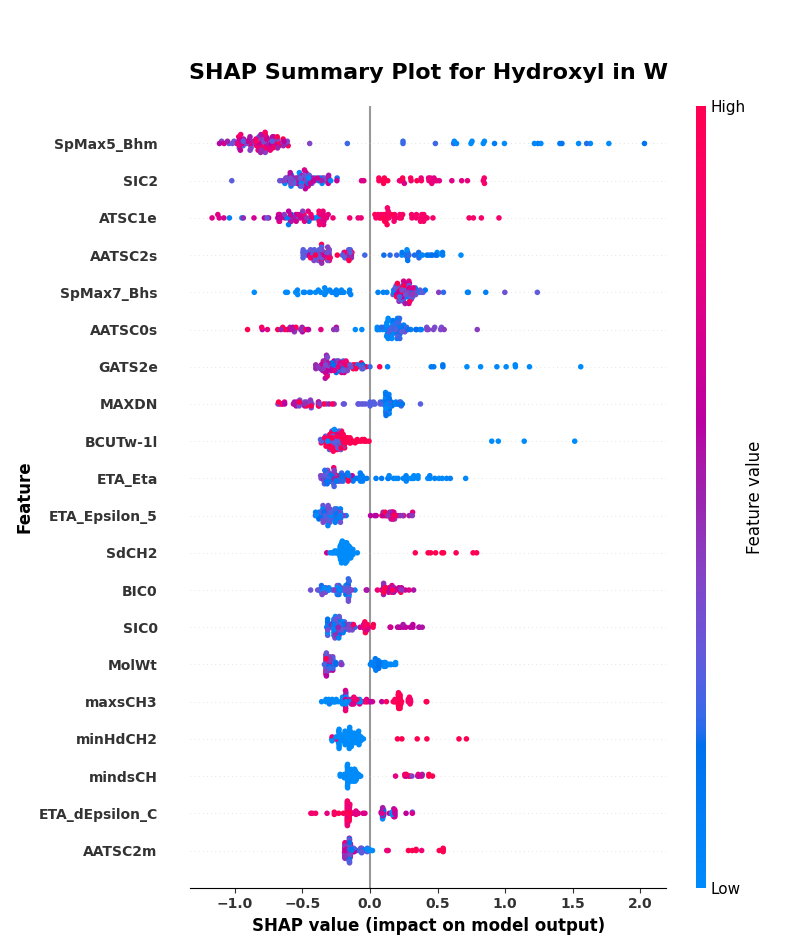 SHAP Summary Plot for Hydroxyl in W
High
SpMax5_Bhm
SIC2
ATSC1e
AATSC2s
SpMax7_Bhs
AATSC0s
GATS2e
MAXDN
BCUTw-1l
ETA_Eta
ETA_Epsilon_5
SdCH2
BIC0
SIC0
MolWt
maxsCH3
minHdCH2
mindsCH
ETA_dEpsilon_C
AATSC2m
Feature
Feature value
Low
−1.0 −0.5 0.0 0.5 1.0 1.5 2.0
SHAP value (impact on model output)